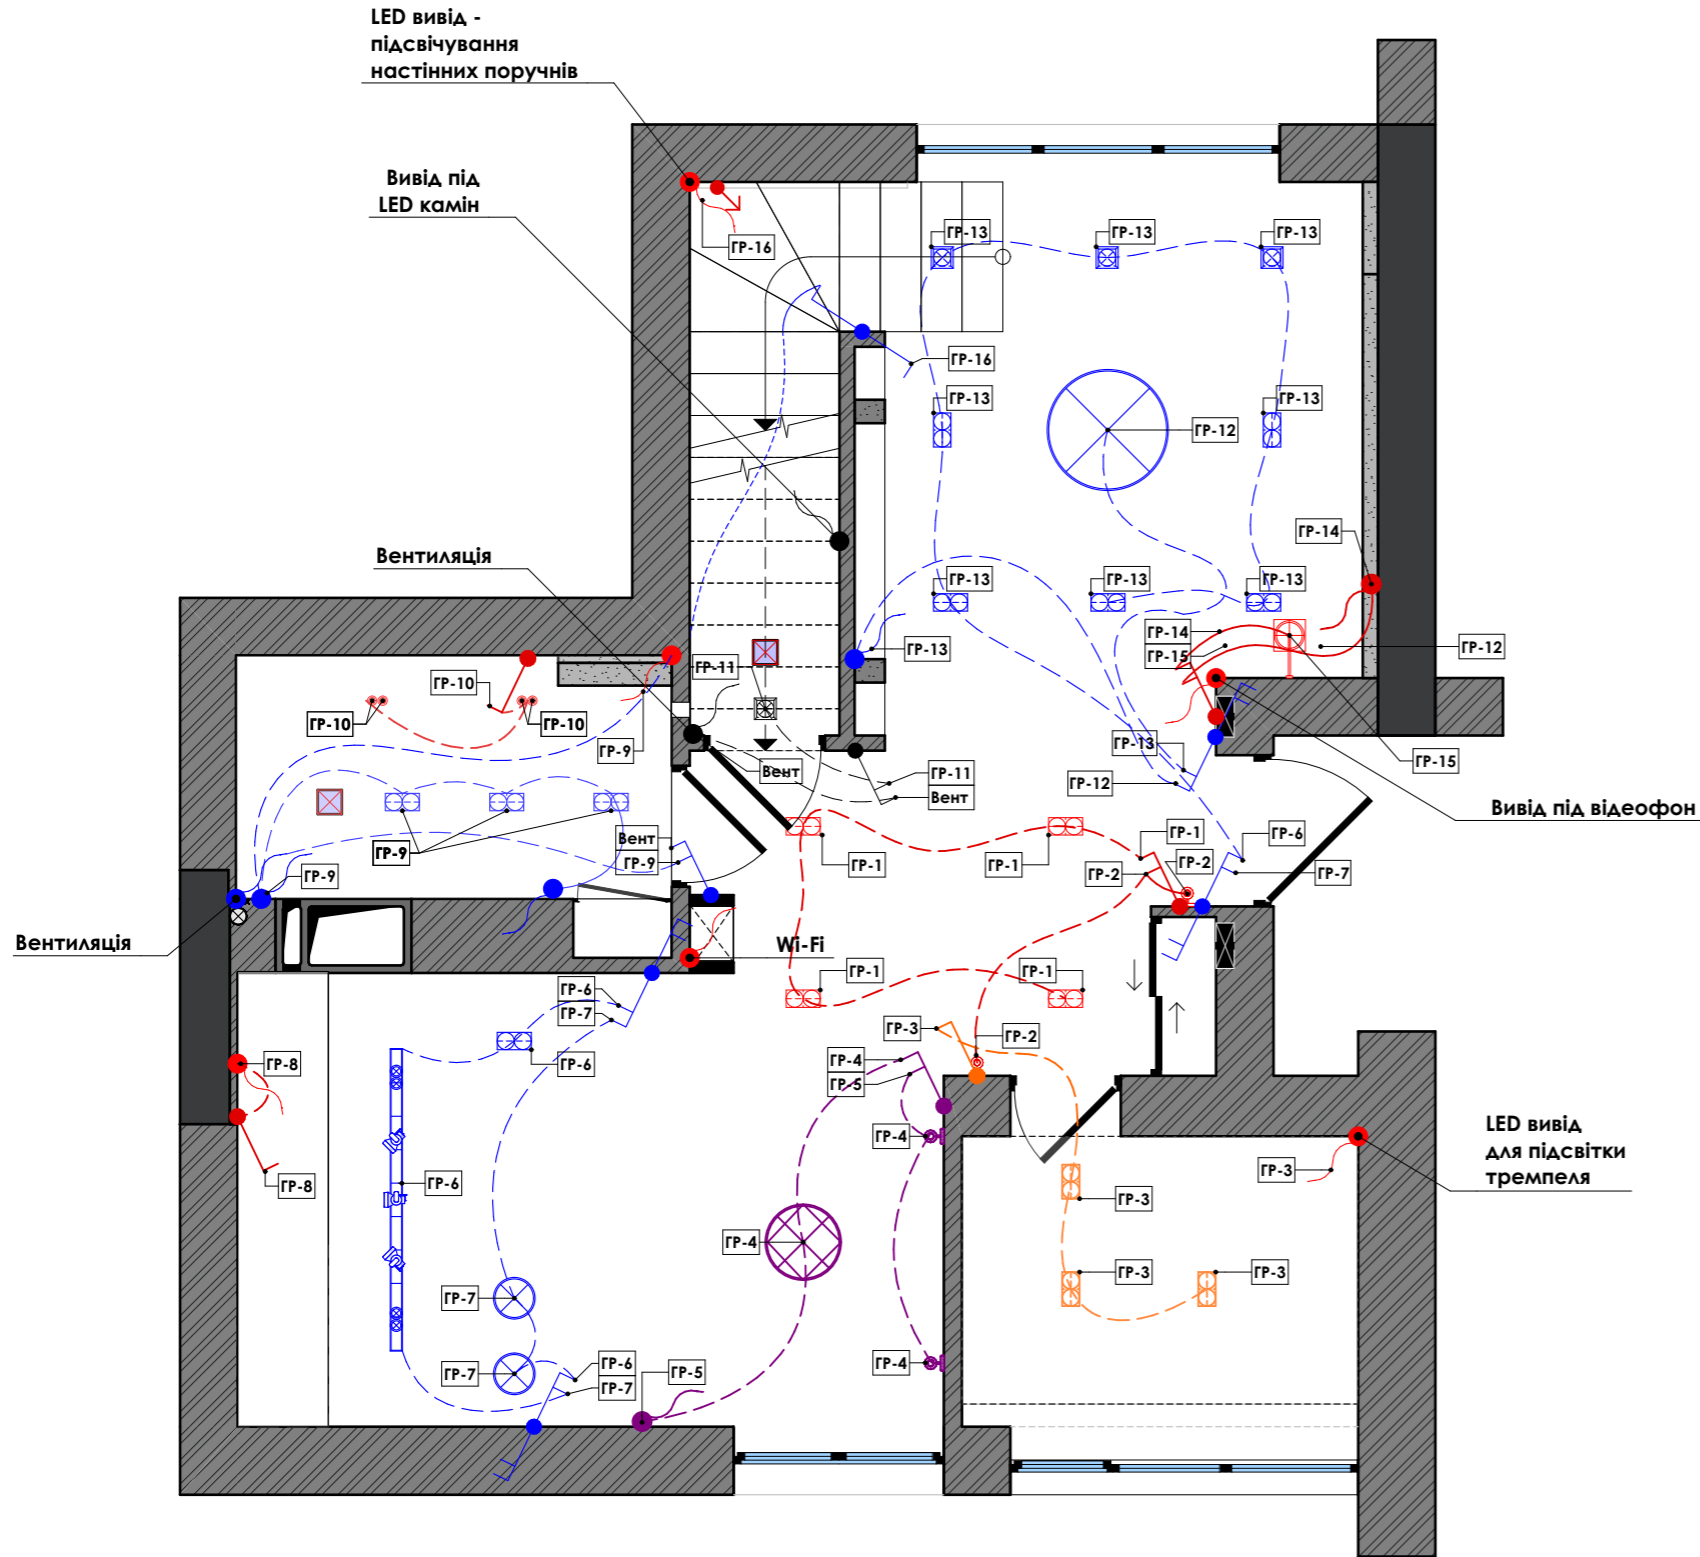 LED вивід -
підсвічування
настінних поручнів
Вивід під
LED камін
ГР-16
ГР-13
ГР-13
ГР-13
ГР-16
ГР-13
ГР-13
ГР-12
ГР-14
Вентиляція
ГР-13
ГР-13
ГР-13
ГР-14
ГР-15
ГР-12
ГР-13
ГР-11
ГР-10
ГР-10
ГР-10
ГР-9
ГР-13
ГР-12
ГР-15
Вент
ГР-11
Вент
Вивід під відеофон
Вент
ГР-9
ГР-9
ГР-9
ГР-1
ГР-1
ГР-1
ГР-2
ГР-2
ГР-6
ГР-7
Вентиляція
Wi-Fi
ГР-1
ГР-1
ГР-6
ГР-7
ГР-3
ГР-2
ГР-6
ГР-8
ГР-4
ГР-5
ГР-4
LED вивід
для підсвітки
тремпеля
ГР-8
ГР-6
ГР-3
ГР-3
ГР-4
ГР-3
ГР-3
ГР-7
ГР-7
ГР-6
ГР-7
ГР-5
ГР-4